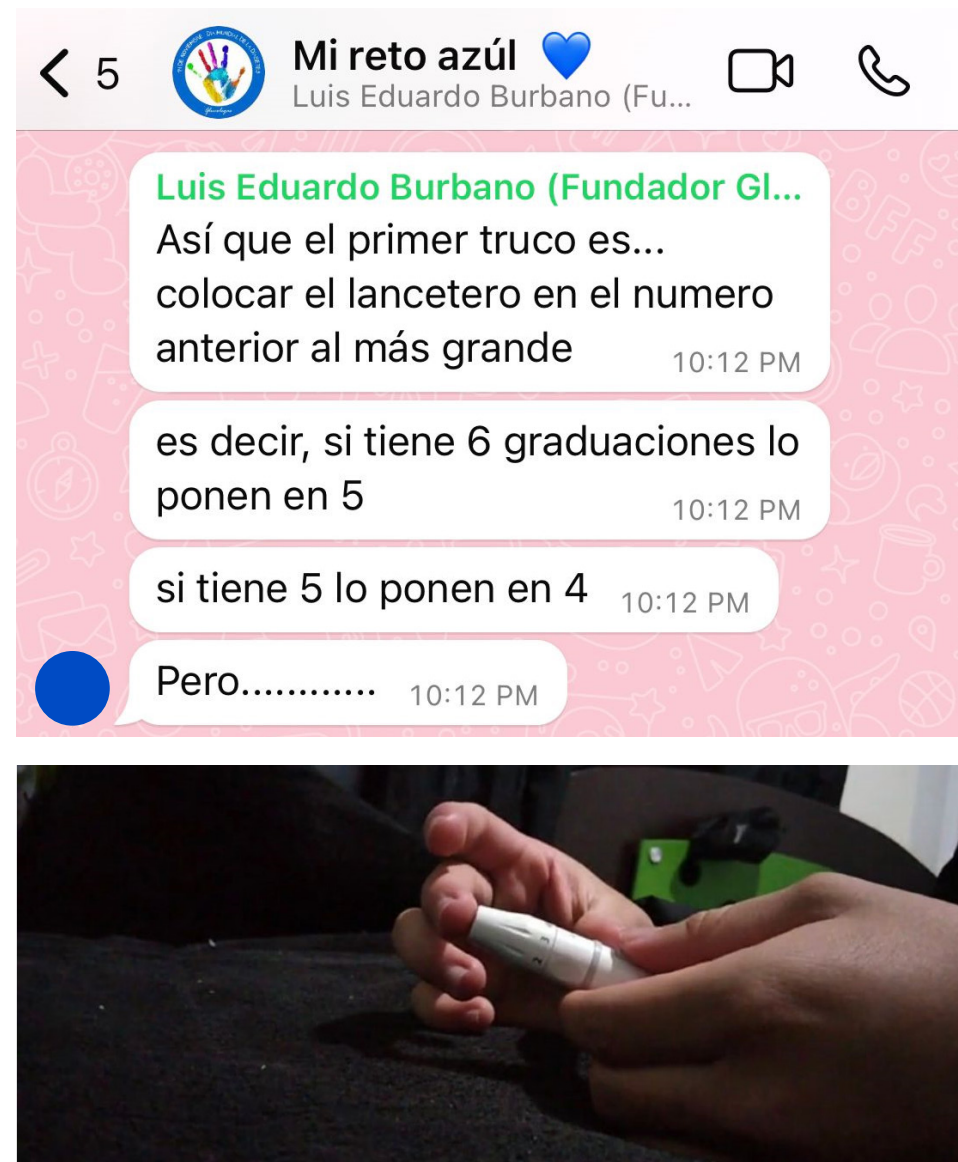 5
Mi reto azúl 💙
Luis Eduardo Burbano (Fu...
Luis Eduardo Burbano (Fundador Gl...
Así que el primer truco es...
colocar el lancetero en el numero
anterior al más grande
10:12 PM
es decir, si tiene 6 graduaciones lo
ponen en 5
10:12 PM
si tiene 5 lo ponen en 4
10:12 PM
Pero............
10:12 PM